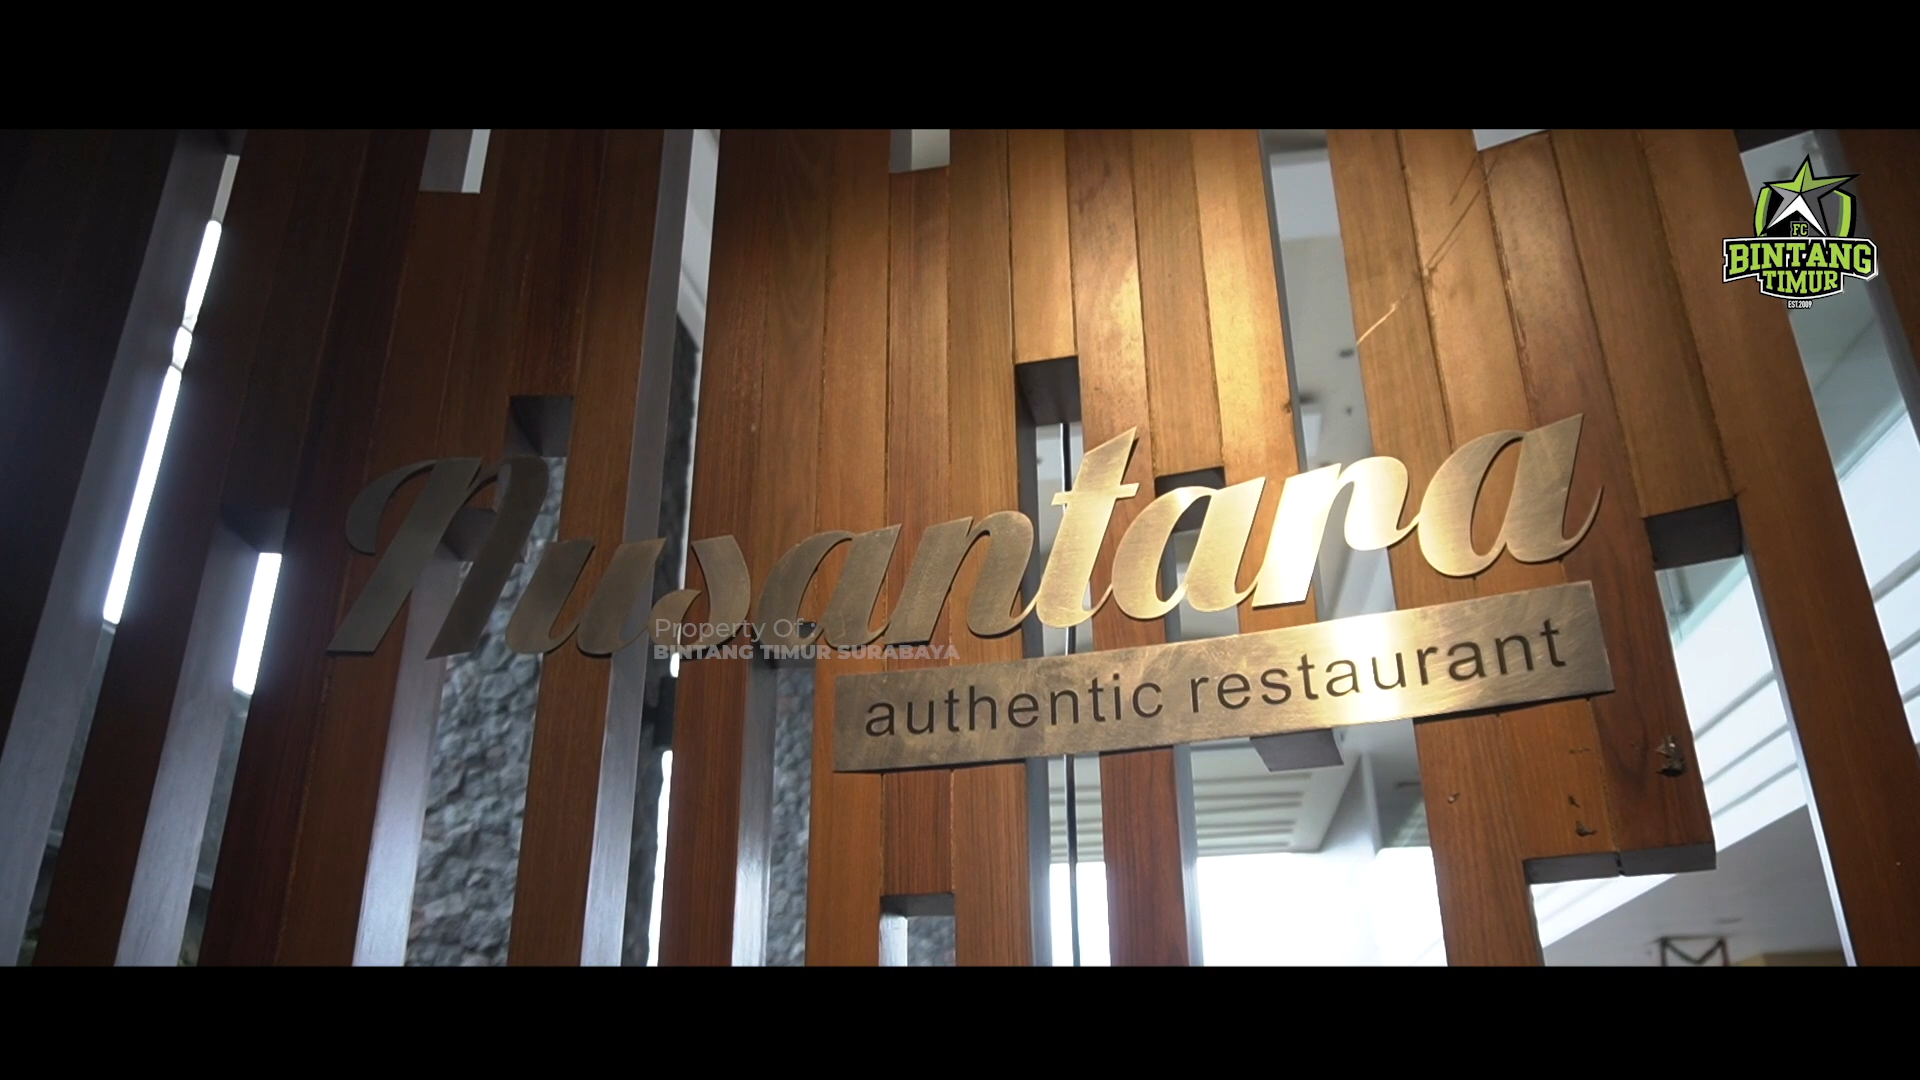 FC
BINTANG
TIMUR
EST.2009
Nusantara
Property Of :
BINTANG TIMUR SURABAYA
authentic restaurant